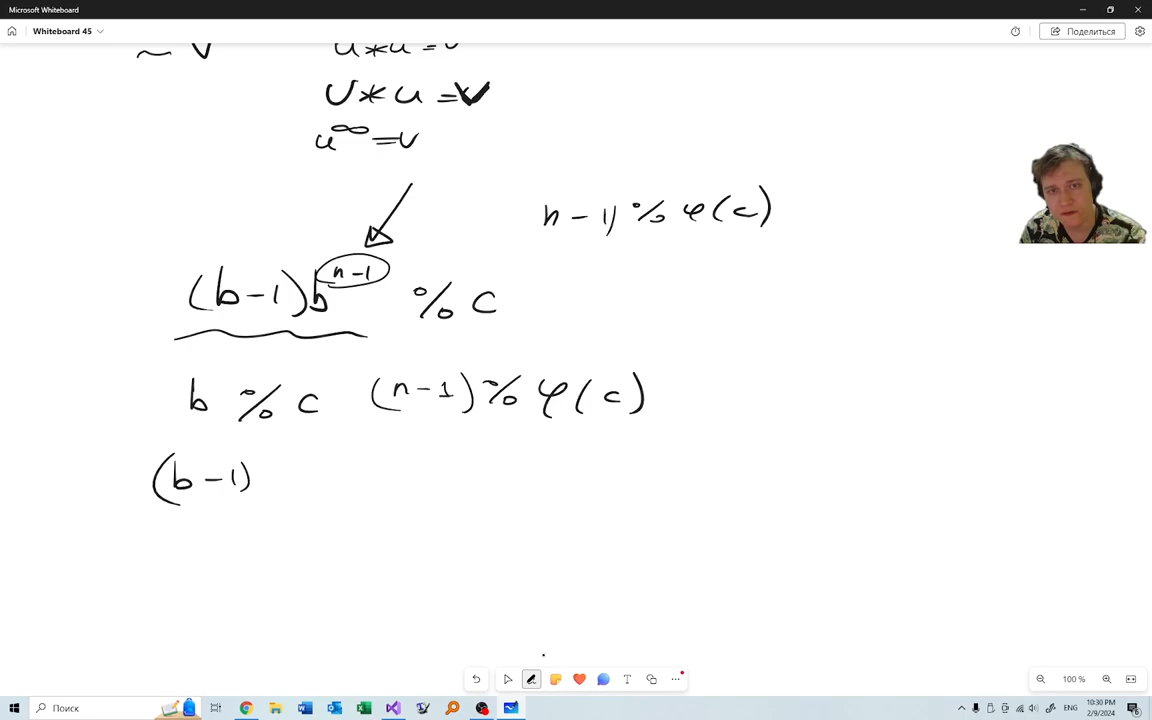 Microsoft Whiteboard
Whiteboard 45
Поделиться
~ V
u*u = v
U*u = v
u^∞ = v
n-1) % φ(c)
(b-1)b^(n-1) % c
b % c (n-1) % φ(c)
(b-1)
100 %
Поиск
ENG
10:30 PM
2/9/2024
6